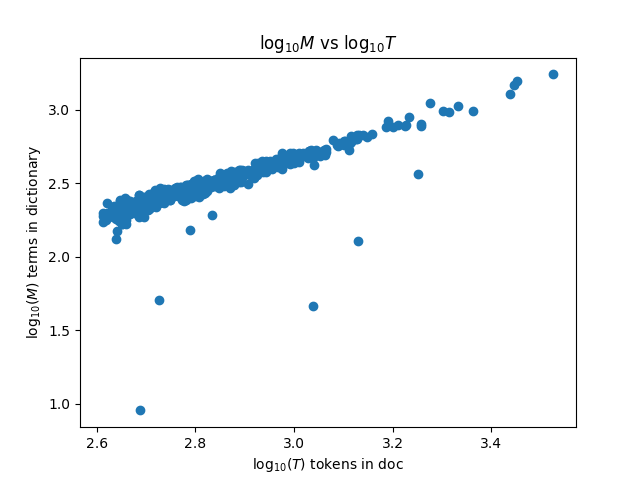 log₁₀M vs log₁₀T
log₁₀(M) terms in dictionary
3.0
2.5
2.0
1.5
1.0
2.6 2.8 3.0 3.2 3.4
log₁₀(T) tokens in doc